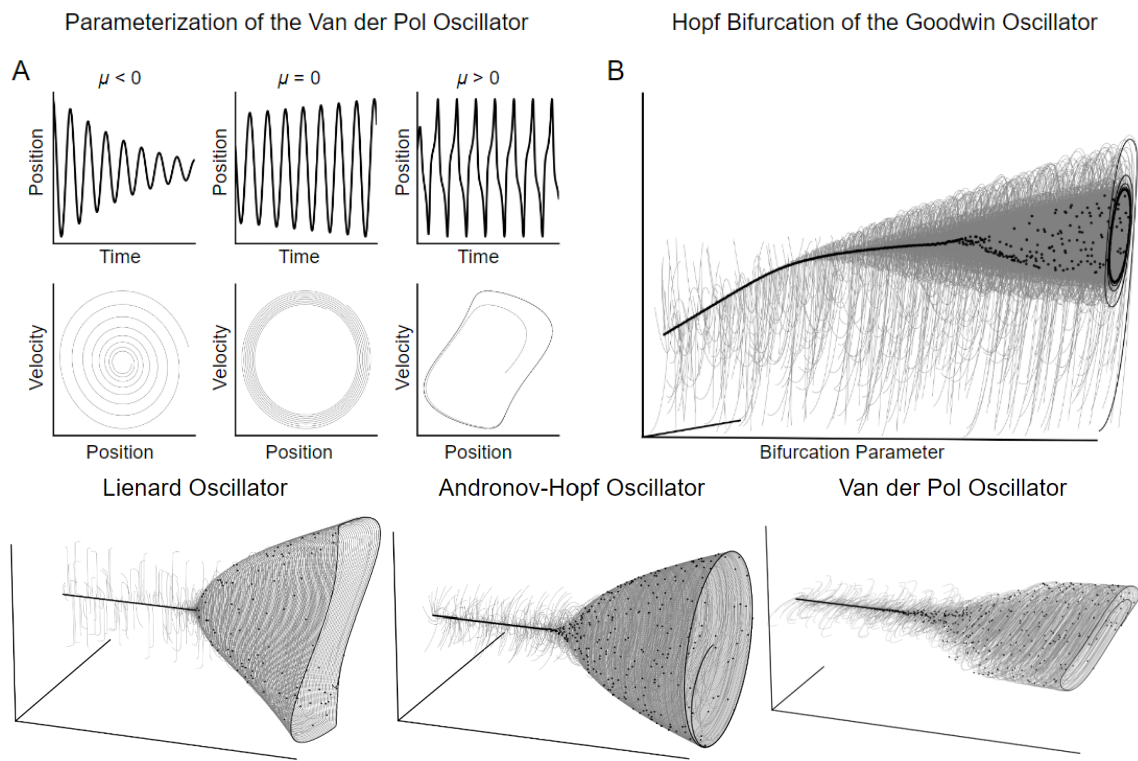 Parameterization of the Van der Pol Oscillator
Hopf Bifurcation of the Goodwin Oscillator
A
B
μ < 0
μ = 0
μ > 0
Position
Position
Position
Time
Time
Time
Velocity
Velocity
Velocity
Position
Position
Position
Bifurcation Parameter
Lienard Oscillator
Andronov-Hopf Oscillator
Van der Pol Oscillator